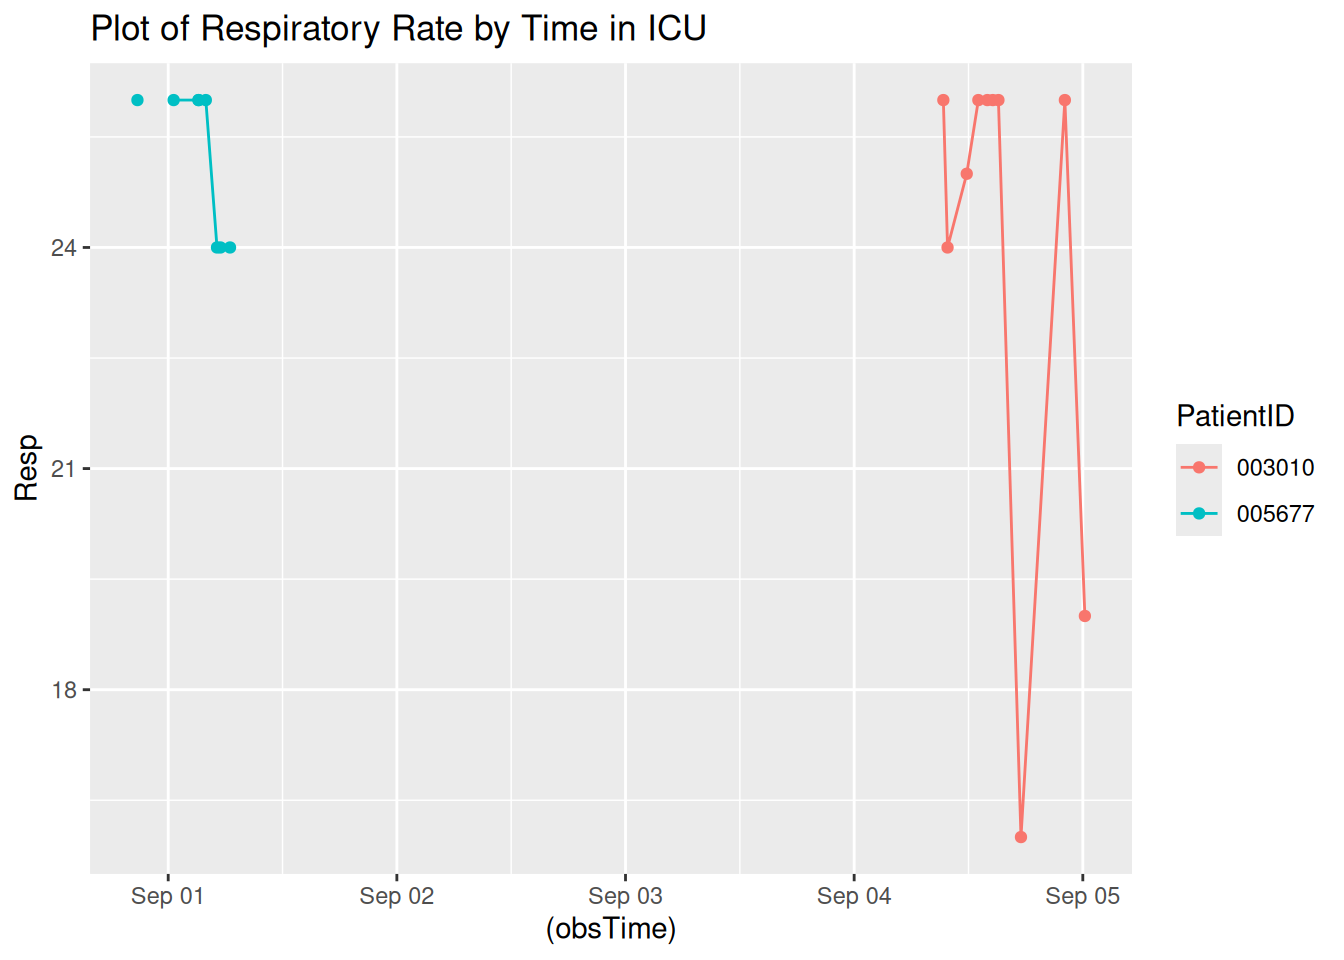 Plot of Respiratory Rate by Time in ICU
24
21
18
Resp
Sep 01
Sep 02
Sep 03
Sep 04
Sep 05
(obsTime)
PatientID
003010
005677